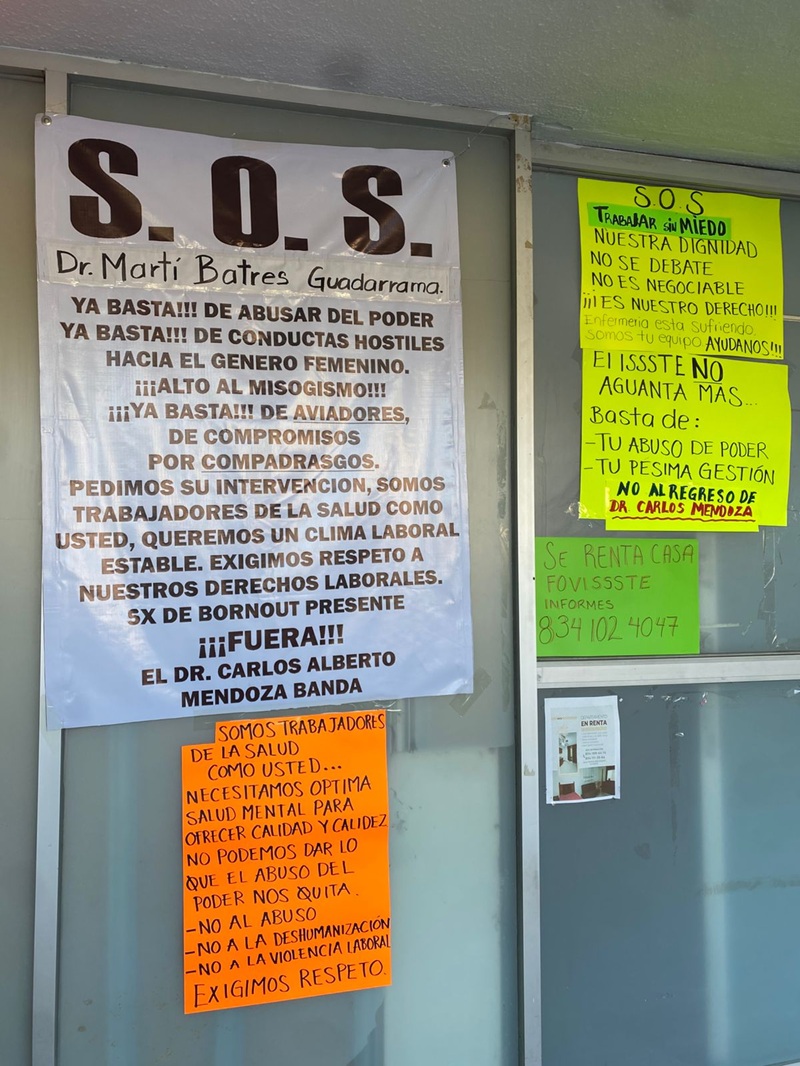 S. O. S.
Dr. Martí Batres Guadarrama.
YA BASTA!!! DE ABUSAR DEL PODER
YA BASTA!!! DE CONDUCTAS HOSTILES
HACIA EL GENERO FEMENINO.
¡¡¡ALTO AL MISOGISMO!!!
¡¡¡YA BASTA!!! DE AVIADORES,
DE COMPROMISOS
POR COMPADRASGOS.
PEDIMOS SU INTERVENCION, SOMOS
TRABAJADORES DE LA SALUD COMO
USTED, QUEREMOS UN CLIMA LABORAL
ESTABLE. EXIGIMOS RESPETO A
NUESTROS DERECHOS LABORALES.
SX DE BORNOUT PRESENTE
¡¡¡FUERA!!!
EL DR. CARLOS ALBERTO
MENDOZA BANDA
SOMOS TRABAJADORES
DE LA SALUD
COMO USTED...
NECESITAMOS OPTIMA
SALUD MENTAL PARA
OFRECER CALIDAD Y CALIDEZ
NO PODEMOS DAR LO
QUE EL ABUSO DEL
PODER NOS QUITA.
-NO AL ABUSO
-NO A LA DESHUMANIZACIÓN
-NO A LA VIOLENCIA LABORAL
EXIGIMOS RESPETO.
S.O.S
TRABAJAR SIN MIEDO
NUESTRA DIGNIDAD
NO SE DEBATE
NO ES NEGOCIABLE
¡¡¡ES NUESTRO DERECHO!!!
Enfermeria esta sufriendo
somos tu equipo AYUDANOS!!!
El ISSSTE NO
AGUANTA MÁS...
Basta de:
-TU ABUSO DE PODER
-TU PESIMA GESTIÓN
NO AL REGRESO DE
DR. CARLOS MENDOZA
SE RENTA CASA
FOVISSSTE
INFORMES
834 102 4047
EN RENTA